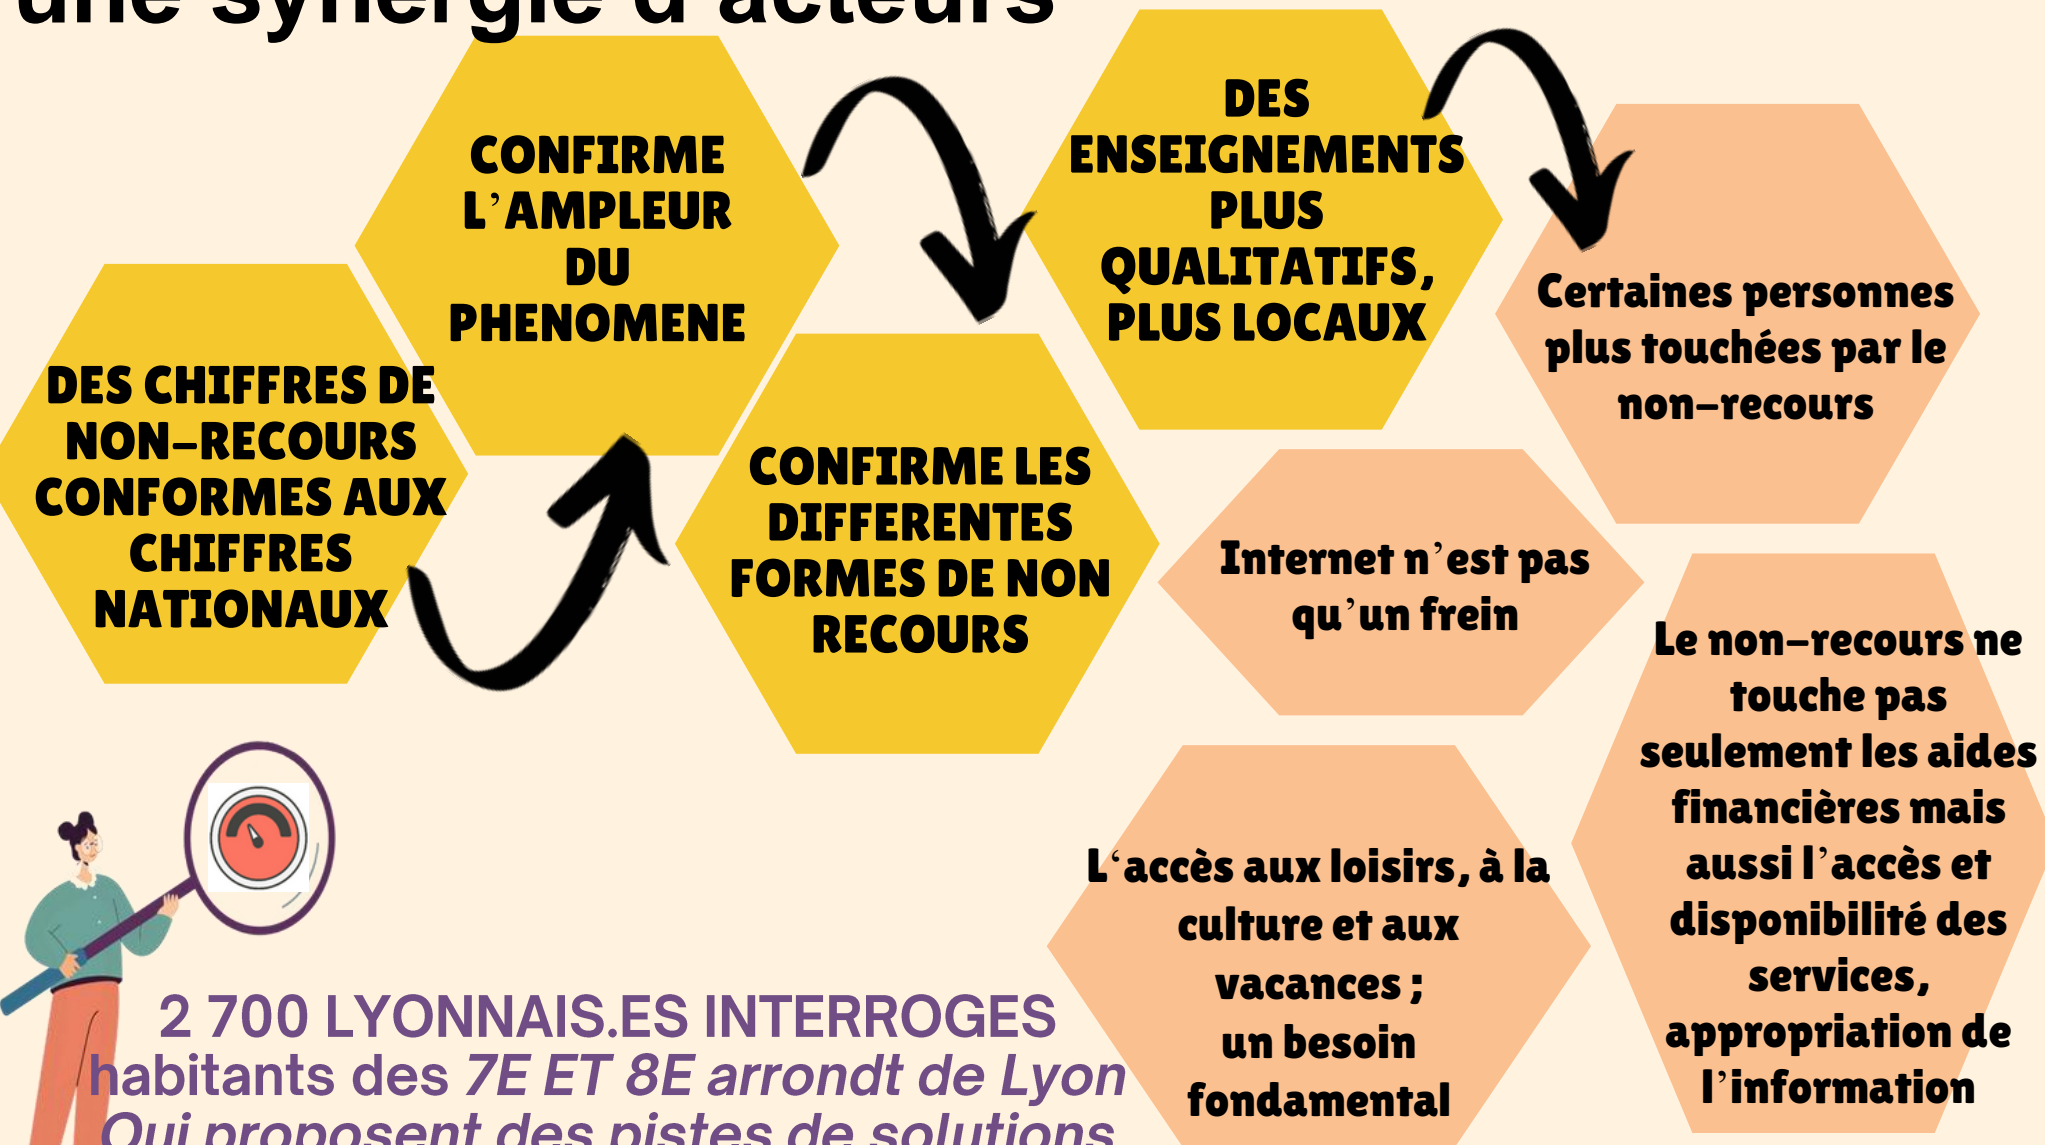 une synergie d'acteurs
DES CHIFFRES DE
NON-RECOURS
CONFORMES AUX
CHIFFRES
NATIONAUX
CONFIRME
L'AMPLEUR
DU
PHENOMENE
CONFIRME LES
DIFFERENTES
FORMES DE NON
RECOURS
DES
ENSEIGNEMENTS
PLUS
QUALITATIFS,
PLUS LOCAUX
Certaines personnes
plus touchées par le
non-recours
Internet n'est pas
qu'un frein
Le non-recours ne
touche pas
seulement les aides
financières mais
aussi l'accès et
disponibilité des
services,
appropriation de
l'information
L'accès aux loisirs, à la
culture et aux
vacances ;
un besoin
fondamental
2 700 LYONNAIS.ES INTERROGES
habitants des 7E ET 8E arrondt de Lyon
Qui proposent des pistes de solutions